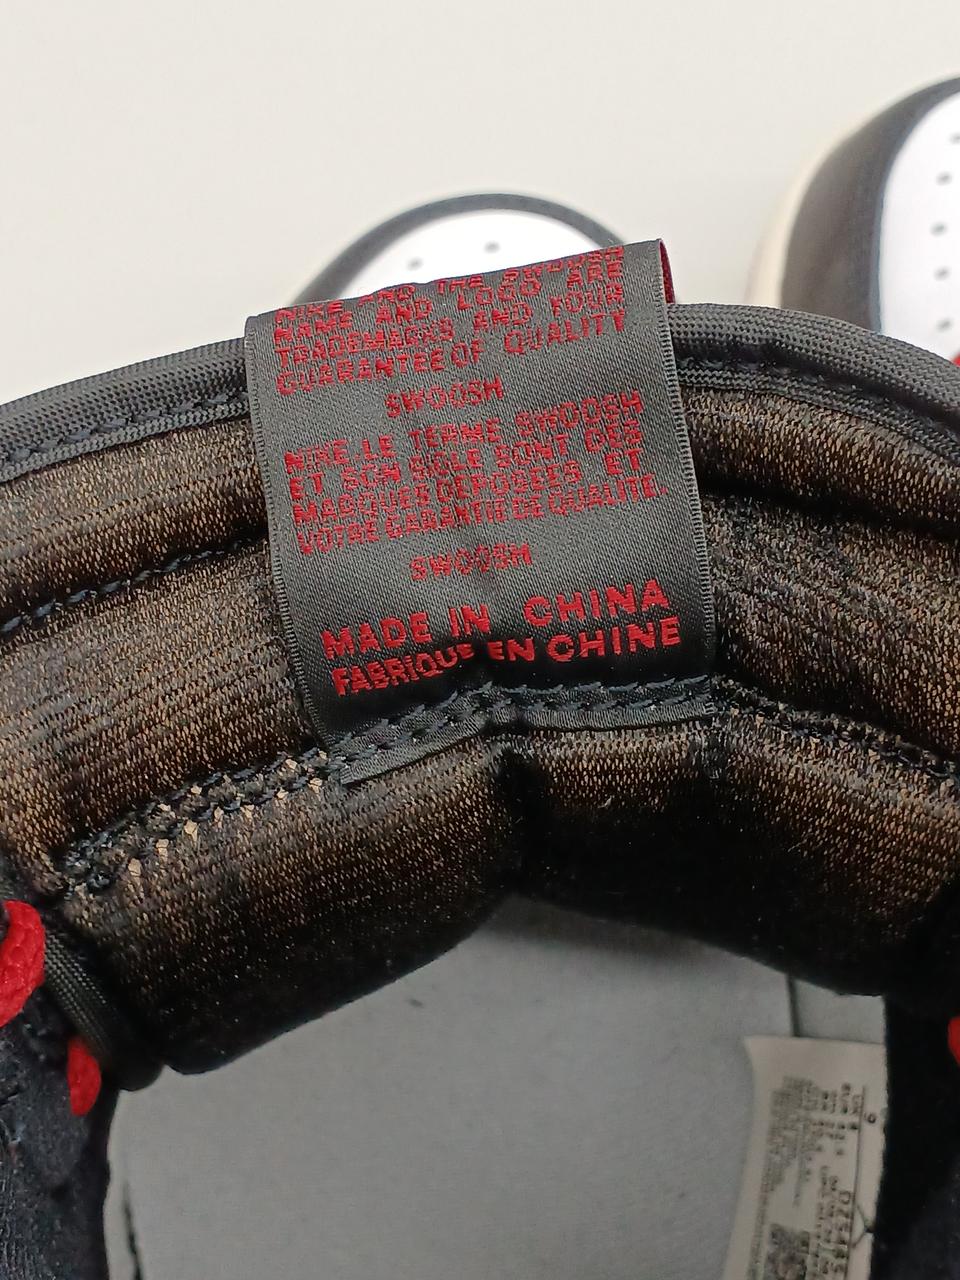 NIKE AND THE SWOOSH
NAME AND LOGO ARE
TRADEMARKS AND YOUR
GUARANTEE OF QUALITY
SWOOSH
NIKE.LE TERME SWOOSH
ET SON SIGLE SONT DES
MARQUES DEPOSEES ET
VOTRE GARANTIE DE QUALITE.
SWOOSH
MADE IN CHINA
FABRIQUE EN CHINE